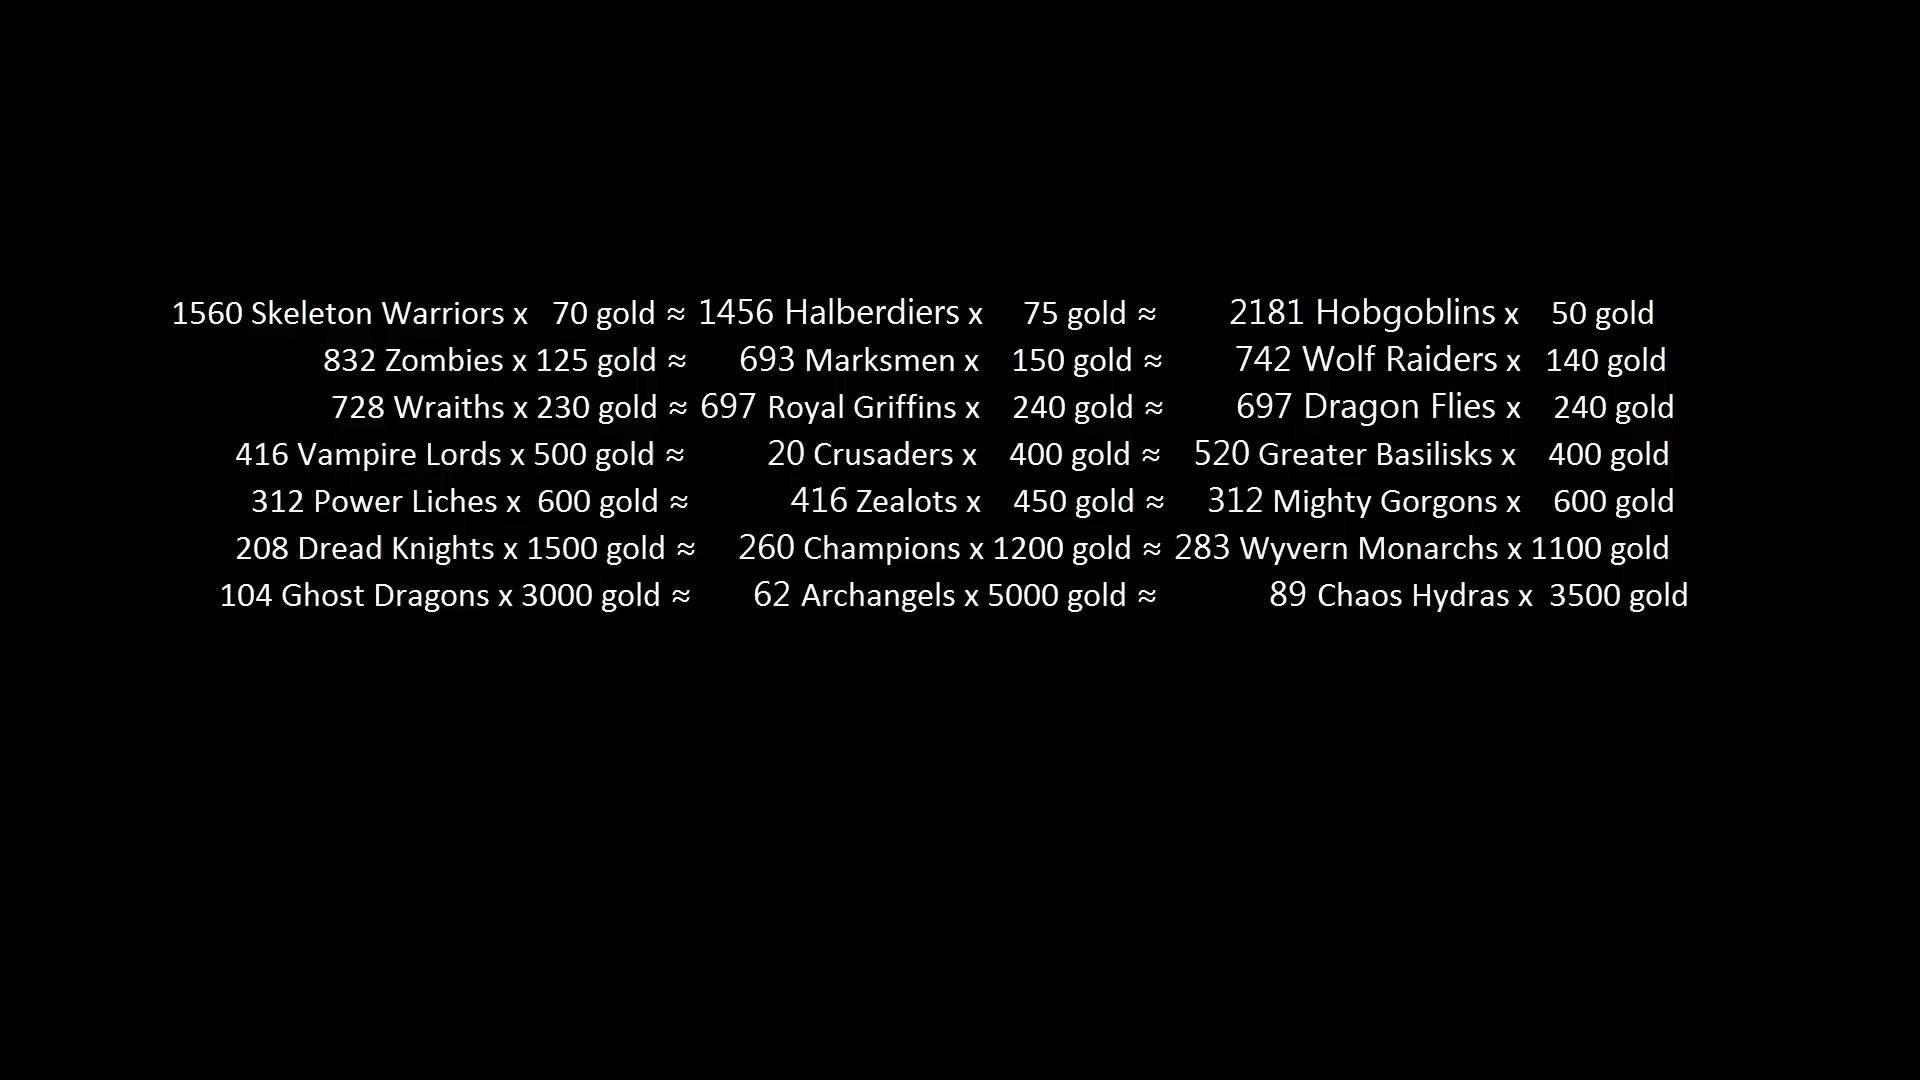 1560 Skeleton Warriors x 70 gold ≈ 1456 Halberdiers x 75 gold ≈ 2181 Hobgoblins x 50 gold
832 Zombies x 125 gold ≈ 693 Marksmen x 150 gold ≈ 742 Wolf Raiders x 140 gold
728 Wraiths x 230 gold ≈ 697 Royal Griffins x 240 gold ≈ 697 Dragon Flies x 240 gold
416 Vampire Lords x 500 gold ≈ 20 Crusaders x 400 gold ≈ 520 Greater Basilisks x 400 gold
312 Power Liches x 600 gold ≈ 416 Zealots x 450 gold ≈ 312 Mighty Gorgons x 600 gold
208 Dread Knights x 1500 gold ≈ 260 Champions x 1200 gold ≈ 283 Wyvern Monarchs x 1100 gold
104 Ghost Dragons x 3000 gold ≈ 62 Archangels x 5000 gold ≈ 89 Chaos Hydras x 3500 gold